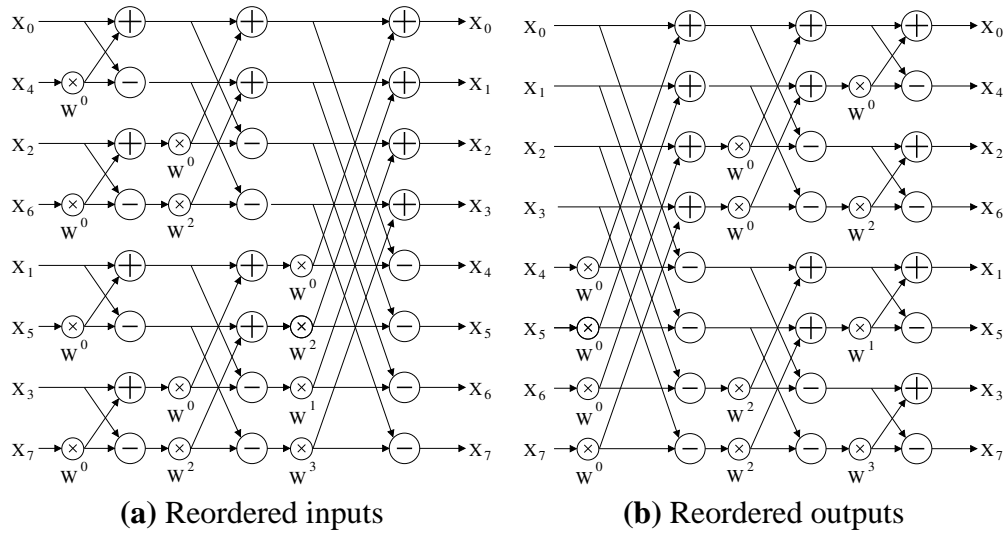 X0 X0 X0 X0
X4 W0 X1 X1 W0 X4
X2 W0 X2 X2 W0 X2
X6 W0 W2 X3 X3 W0 W2 X6
X1 W0 X4 X4 W0 X1
X5 W0 W2 X5 X5 W0 W1 X5
X3 W0 W1 X6 X6 W0 W2 X3
X7 W0 W2 W3 X7 X7 W0 W2 W3 X7
(a) Reordered inputs (b) Reordered outputs